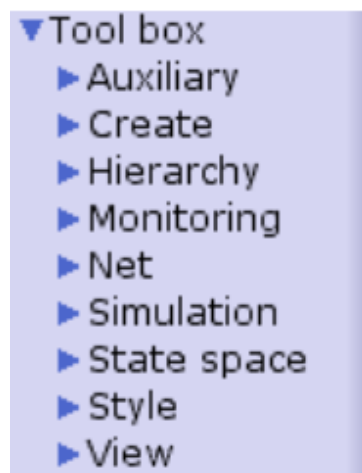 Tool box
Auxiliary
Create
Hierarchy
Monitoring
Net
Simulation
State space
Style
View